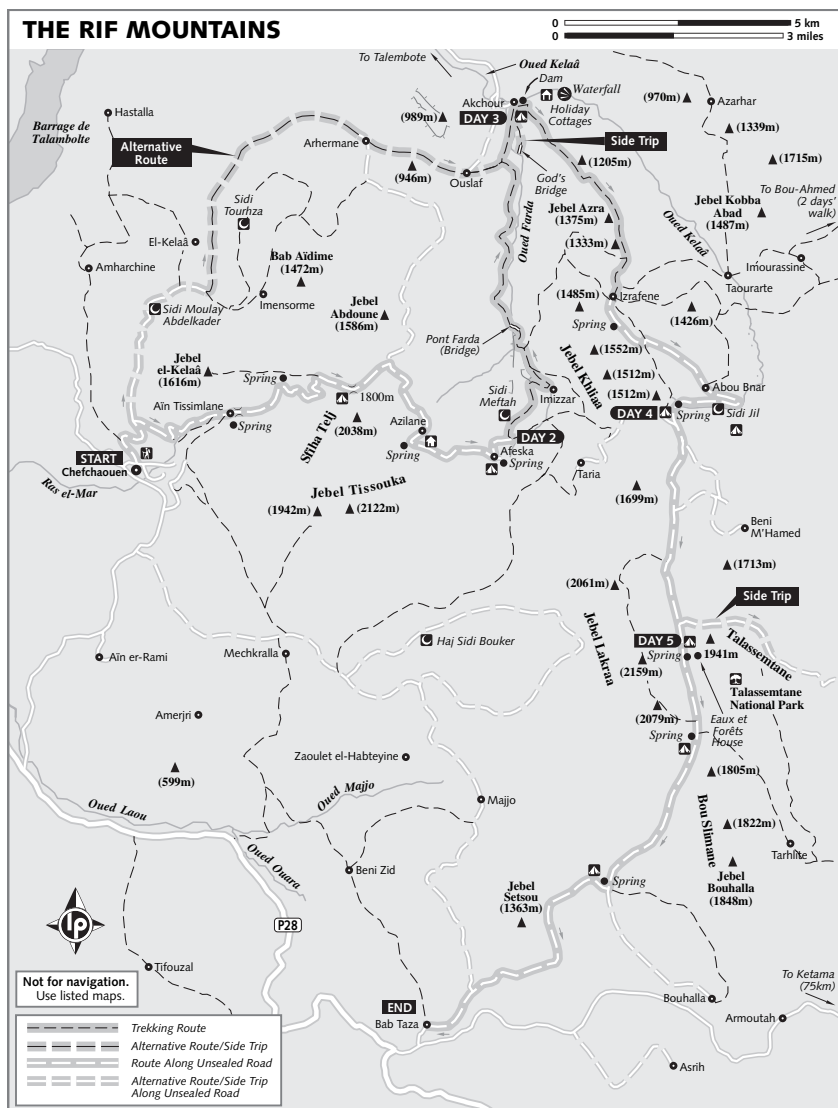 THE RIF MOUNTAINS
0 5 km
0 3 miles
To Talembote
Oued Kelaâ
Dam
Waterfall
Akchour
Holiday
Cottages
DAY 3
(989m)
(970m)
Azarhar
(1339m)
(1715m)
Hastalla
Barrage de
Talambolte
Alternative
Route
Arhermane
(946m)
Ouslaf
Side Trip
(1205m)
God's
Bridge
Oued Farda
Jebel Azra
(1375m)
(1333m)
Oued Kelaâ
Jebel Kobba
Abad
(1487m)
To Bou-Ahmed
(2 days'
walk)
Imourassine
Taourarte
Sidi
Tourhza
El-Kelaâ
Amharchine
Bab Aïdime
(1472m)
Imensorme
Sidi Moulay
Abdelkader
Jebel
Abdoune
(1586m)
(1485m)
Izrafene
Spring
(1426m)
Pont Farda
(Bridge)
(1552m)
Jebel Khliaa
(1512m)
(1512m)
Abou Bnar
Jebel
el-Kelaâ
(1616m)
Spring
1800m
Sfiha Telj
(2038m)
Aïn Tissimlane
Spring
Azilane
Spring
Sidi
Meftah
Imizzar
DAY 2
Afeska
Spring
DAY 4
Spring
Sidi Jil
Taria
START
Chefchaouen
Ras el-Mar
Jebel Tissouka
(1942m)
(2122m)
(1699m)
Beni
M'Hamed
(1713m)
(2061m)
Side Trip
Jebel Lakraa
DAY 5
Spring
1941m
Talassemtane
(2159m)
Talassemtane
National Park
(2079m)
Eaux et
Forêts
House
Spring
Haj Sidi Bouker
Mechkralla
Aïn er-Rami
Amerjri
(599m)
Zaoulet el-Habteyine
Oued Majjo
Majjo
(1805m)
Bou Slimane
(1822m)
Tarhlite
Jebel
Bouhalla
(1848m)
Oued Laou
Oued Ouara
Beni Zid
Jebel
Setsou
(1363m)
Spring
P28
lp
Tifouzal
Not for navigation.
Use listed maps.
END
Bab Taza
Bouhalla
To Ketama
(75km)
Armoutah
Asrih
Trekking Route
Alternative Route/Side Trip
Route Along Unsealed Road
Alternative Route/Side Trip
Along Unsealed Road